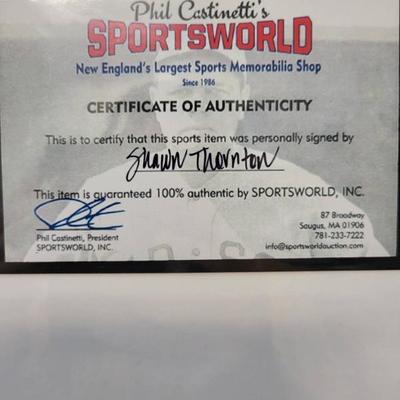 Phil Castinetti's
SPORTSWORLD
New England's Largest Sports Memorabilia Shop
Since 1986
CERTIFICATE OF AUTHENTICITY
This is to certify that this sports item was personally signed by
Shawn Thornton
This item is guaranteed 100% authentic by SPORTSWORLD, INC.
Phil Castinetti, President
SPORTSWORLD, INC.
87 Broadway
Saugus, MA 01906
781-233-7222
info@sportsworldauction.com